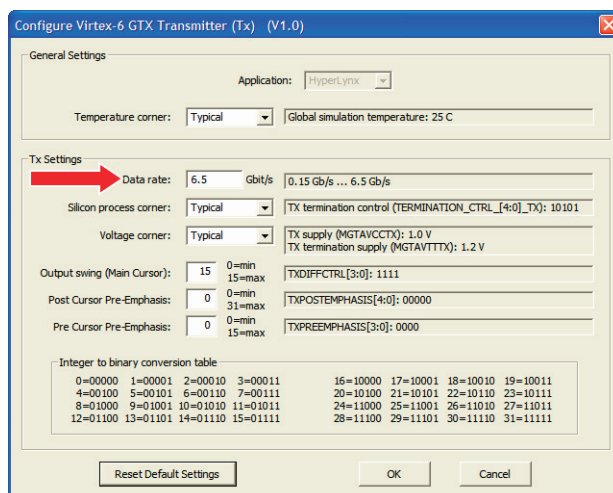 Configure Virtex-6 GTX Transmitter (Tx) (V1.0)
General Settings
Application: HyperLynx
Temperature corner: Typical Global simulation temperature: 25 C
Tx Settings
Data rate: 6.5 Gbit/s 0.15 Gb/s ... 6.5 Gb/s
Silicon process corner: Typical TX termination control (TERMINATION_CTRL_[4:0]_TX): 10101
Voltage corner: Typical TX supply (MGTAVCCTX): 1.0 V
TX termination supply (MGTAVTTTX): 1.2 V
Output swing (Main Cursor): 15 0=min
15=max TXDIFFCTRL[3:0]: 1111
Post Cursor Pre-Emphasis: 0 0=min
31=max TXPOSTEMPHASIS[4:0]: 00000
Pre Cursor Pre-Emphasis: 0 0=min
15=max TXPREEMPHASIS[3:0]: 0000
Integer to binary conversion table
0=00000 1=00001 2=00010 3=00011 16=10000 17=10001 18=10010 19=10011
4=00100 5=00101 6=00110 7=00111 20=10100 21=10101 22=10110 23=10111
8=01000 9=01001 10=01010 11=01011 24=11000 25=11001 26=11010 27=11011
12=01100 13=01101 14=01110 15=01111 28=11100 29=11101 30=11110 31=11111
Reset Default Settings OK Cancel